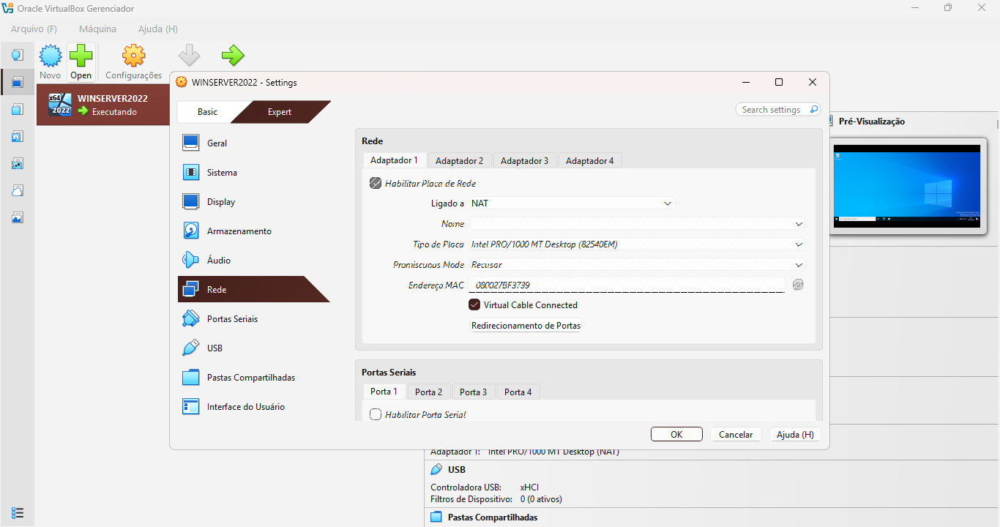 Oracle VirtualBox Gerenciador
Arquivo (F) Máquina Ajuda (H)
Novo Open Configurações
x64 2022
WINSERVER2022
Executando
WINSERVER2022 - Settings
Basic Expert
Search settings
Geral
Sistema
Display
Armazenamento
Áudio
Rede
Portas Seriais
USB
Pastas Compartilhadas
Interface do Usuário
Rede
Adaptador 1 Adaptador 2 Adaptador 3 Adaptador 4
Habilitar Placa de Rede
Ligado a NAT
Nome
Tipo de Placa Intel PRO/1000 MT Desktop (82540EM)
Promiscuous Mode Recusar
Endereço MAC 080027BF3739
Virtual Cable Connected
Redirecionamento de Portas
Portas Seriais
Porta 1 Porta 2 Porta 3 Porta 4
Habilitar Porta Serial
OK Cancelar Ajuda (H)
Pré-Visualização
Adaptador 1: Intel PRO/1000 MT Desktop (NAT)
USB
Controladora USB: xHCI
Filtros de Dispositivo: 0 (0 ativos)
Pastas Compartilhadas